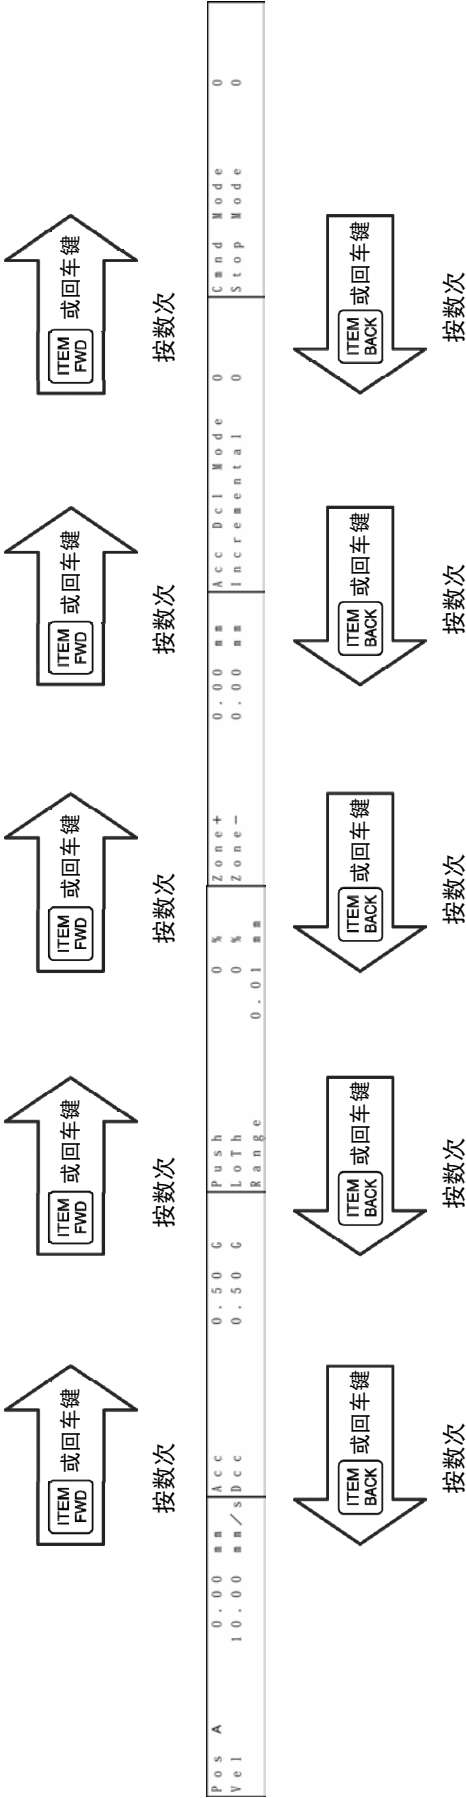 ITEM
FWD 或回车键
按数次
ITEM
FWD 或回车键
按数次
ITEM
FWD 或回车键
按数次
ITEM
FWD 或回车键
按数次
ITEM
FWD 或回车键
按数次
Pos A 0.00 mm
Vel 10.00 mm/s
Acc 0.50 G
Dcc 0.50 G
Push 0 %
LoTh 0 %
Range 0.01 mm
Zone+ 0.00 mm
Zone− 0.00 mm
Acc Dcl Mode 0
Incremental 0
Cmnd Mode 0
Stop Mode 0
ITEM
BACK 或回车键
按数次
ITEM
BACK 或回车键
按数次
ITEM
BACK 或回车键
按数次
ITEM
BACK 或回车键
按数次
ITEM
BACK 或回车键
按数次